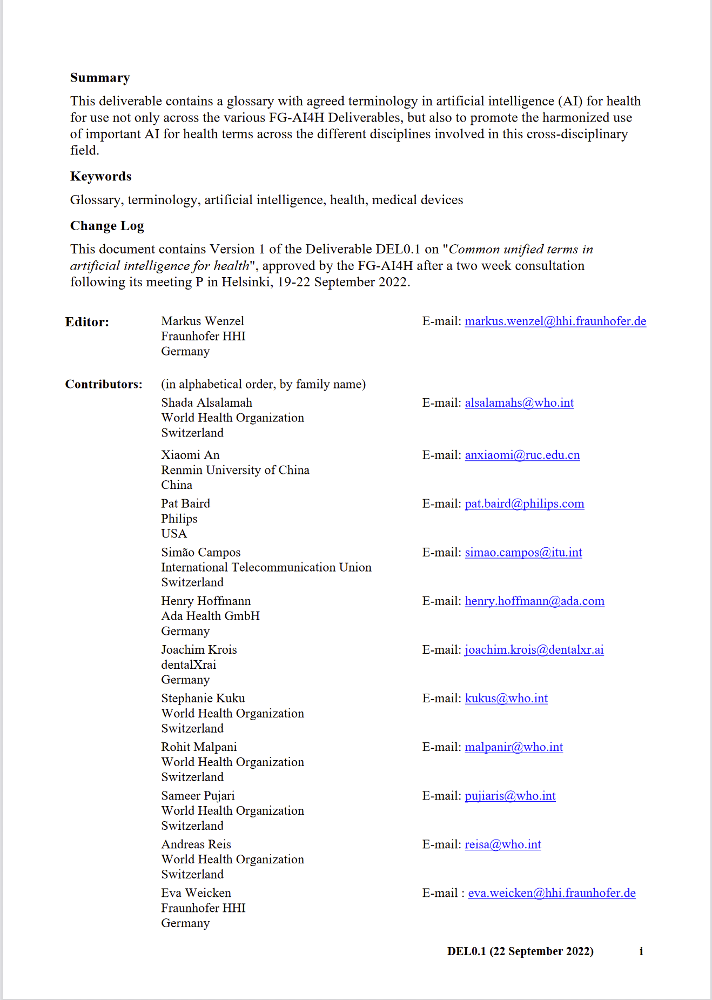 Summary
This deliverable contains a glossary with agreed terminology in artificial intelligence (AI) for health
for use not only across the various FG-AI4H Deliverables, but also to promote the harmonized use
of important AI for health terms across the different disciplines involved in this cross-disciplinary
field.
Keywords
Glossary, terminology, artificial intelligence, health, medical devices
Change Log
This document contains Version 1 of the Deliverable DEL0.1 on "Common unified terms in
artificial intelligence for health", approved by the FG-AI4H after a two week consultation
following its meeting P in Helsinki, 19-22 September 2022.
Editor: Markus Wenzel E-mail: markus.wenzel@hhi.fraunhofer.de
Fraunhofer HHI
Germany
Contributors: (in alphabetical order, by family name)
Shada Alsalamah E-mail: alsalamahs@who.int
World Health Organization
Switzerland
Xiaomi An E-mail: anxiaomi@ruc.edu.cn
Renmin University of China
China
Pat Baird E-mail: pat.baird@philips.com
Philips
USA
Simão Campos E-mail: simao.campos@itu.int
International Telecommunication Union
Switzerland
Henry Hoffmann E-mail: henry.hoffmann@ada.com
Ada Health GmbH
Germany
Joachim Krois E-mail: joachim.krois@dentalxr.ai
dentalXrai
Germany
Stephanie Kuku E-mail: kukus@who.int
World Health Organization
Switzerland
Rohit Malpani E-mail: malpanir@who.int
World Health Organization
Switzerland
Sameer Pujari E-mail: pujiaris@who.int
World Health Organization
Switzerland
Andreas Reis E-mail: reisa@who.int
World Health Organization
Switzerland
Eva Weicken E-mail : eva.weicken@hhi.fraunhofer.de
Fraunhofer HHI
Germany
DEL0.1 (22 September 2022) i